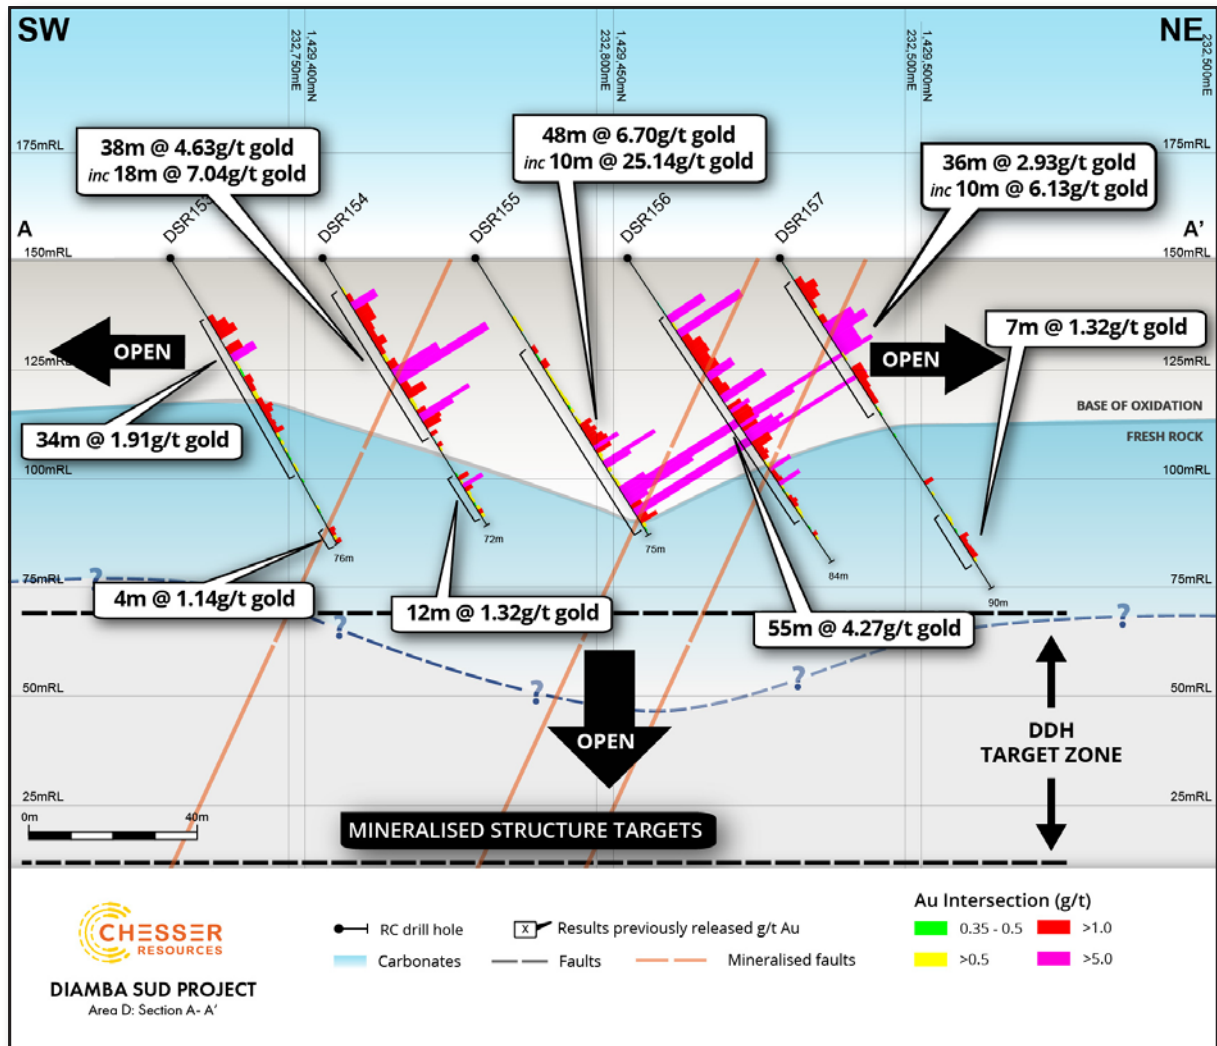 SW
NE
232,750mE
1,429,400mN
232,800mE
1,429,450mN
232,500mE
1,429,500mN
232,500mE
175mRL
175mRL
38m @ 4.63g/t gold
inc 18m @ 7.04g/t gold
48m @ 6.70g/t gold
inc 10m @ 25.14g/t gold
36m @ 2.93g/t gold
inc 10m @ 6.13g/t gold
DSR153
DSR154
DSR155
DSR156
DSR157
A
A'
150mRL
150mRL
7m @ 1.32g/t gold
OPEN
OPEN
125mRL
125mRL
BASE OF OXIDATION
FRESH ROCK
34m @ 1.91g/t gold
100mRL
100mRL
72m
75m
76m
84m
90m
75mRL
75mRL
?
4m @ 1.14g/t gold
12m @ 1.32g/t gold
55m @ 4.27g/t gold
?
?
?
?
50mRL
50mRL
OPEN
DDH
TARGET ZONE
25mRL
25mRL
0m
40m
MINERALISED STRUCTURE TARGETS
CHESSER
RESOURCES
DIAMBA SUD PROJECT
Area D: Section A- A'
RC drill hole
X
Results previously released g/t Au
Carbonates
Faults
Mineralised faults
Au Intersection (g/t)
0.35 - 0.5
>1.0
>0.5
>5.0